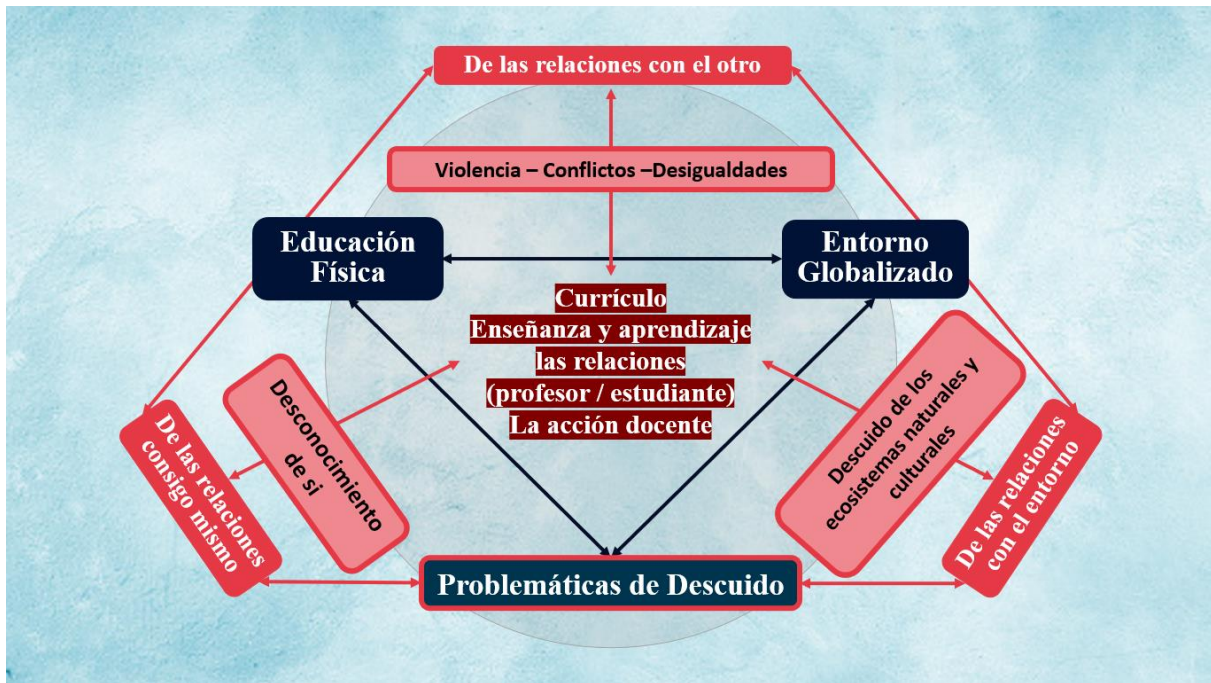 De las relaciones con el otro
Violencia – Conflictos –Desigualdades
Educación
Física
Entorno
Globalizado
Currículo
Enseñanza y aprendizaje
las relaciones
(profesor / estudiante)
La acción docente
Desconocimiento
de si
De las relaciones
consigo mismo
Descuido de los
ecosistemas naturales y
culturales
De las relaciones
con el entorno
Problemáticas de Descuido